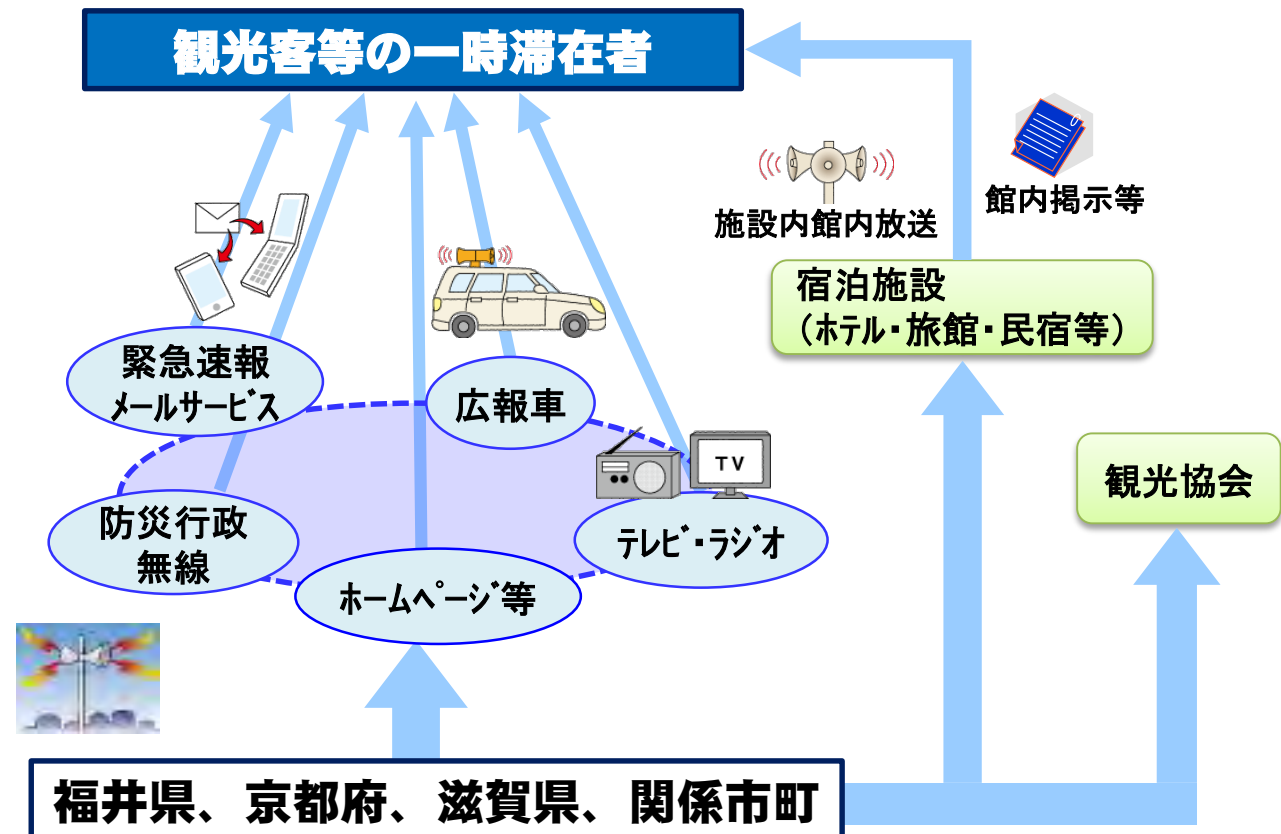 観光客等の一時滞在者
施設内館内放送
館内掲示等
宿泊施設
（ﾎﾃﾙ・旅館・民宿等）
緊急速報
ﾒｰﾙｻｰﾋﾞｽ
広報車
TV
観光協会
防災行政
無線
ﾃﾚﾋﾞ・ﾗｼﾞｵ
ﾎｰﾑﾍﾟｰｼﾞ等
福井県、京都府、滋賀県、関係市町